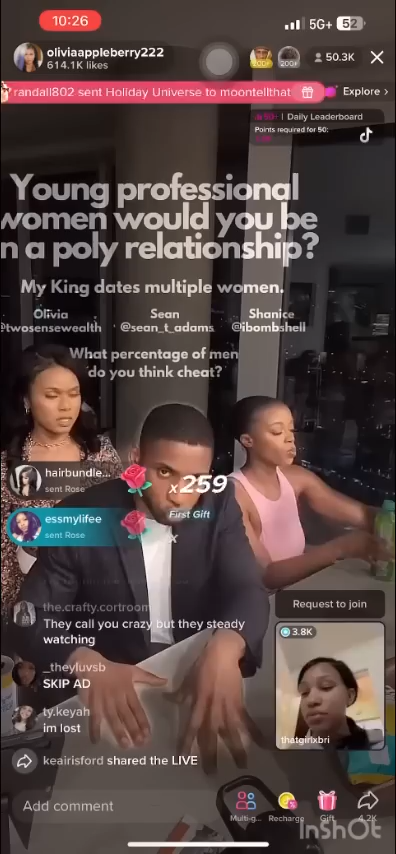 10:26
5G+ 52
oliviaappleberry222
614.1K likes
200+
200+
50.3K
randall802 sent Holiday Universe to moontellthat
Explore >
Daily Leaderboard
Points required for 50:
Young professional
women would you be
n a poly relationship?
My King dates multiple women.
Olivia Sean Shanice
@twosensewealth · @sean_t_adams @ibombshell
What percentage of men
do you think cheat?
hairbundle...
sent Rose
x259
First Gift
essmylifee
sent Rose
x
the.crafty.cortroom
They call you crazy but they steady
watching
_theyluvsb
SKIP AD
ty.keyah
im lost
keairisford shared the LIVE
Request to join
3.8K
thatgirlxbri
Add comment
Multi-g...
Recharge
Gift
4.2K
InShOt